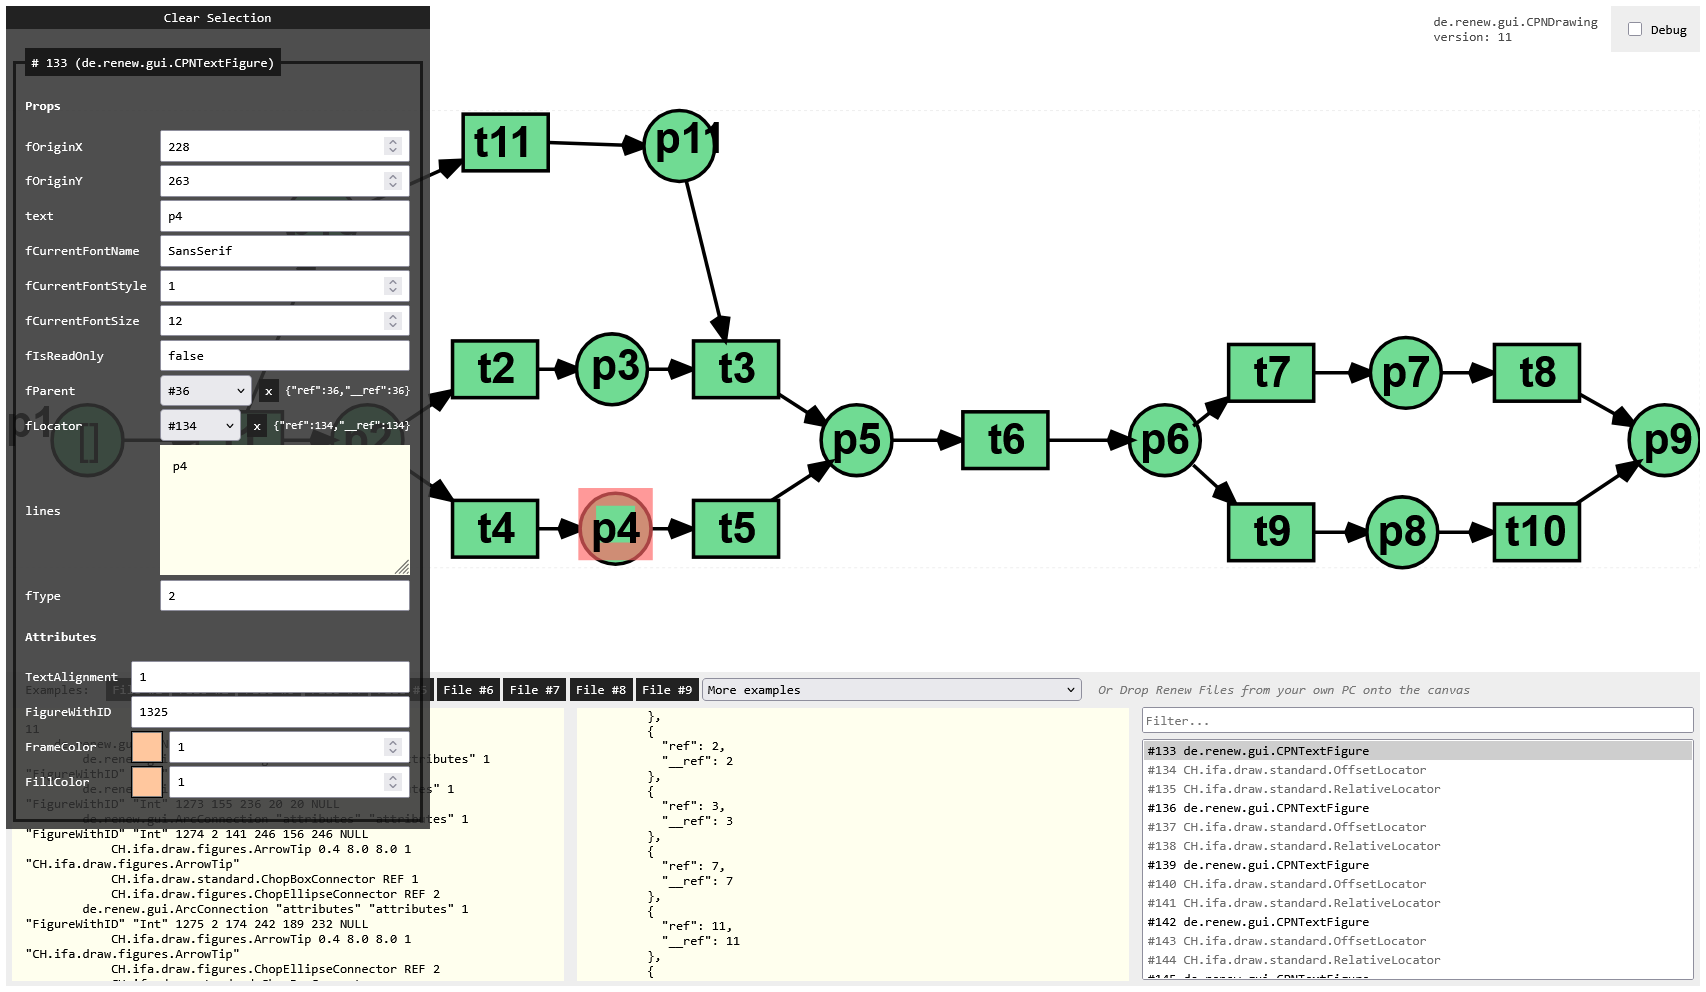 Clear Selection
de.renew.gui.CPNDrawing
version: 11
Debug
# 133 (de.renew.gui.CPNTextFigure)
Props
fOriginX 228
fOriginY 263
text p4
fCurrentFontName SansSerif
fCurrentFontStyle 1
fCurrentFontSize 12
fIsReadOnly false
fParent #36 x {"ref":36,"__ref":36}
fLocator #134 x {"ref":134,"__ref":134}
lines p4
fType 2
Attributes
TextAlignment 1
FigureWithID 1325
FrameColor 1
FillColor 1
t11 p11
t2 p3 t3 t7 p7 t8
p1 [] p2 p5 t6 p6 p9
t4 p4 t5 t9 p8 t10
Examples: File #6 File #7 File #8 File #9 More examples Or Drop Renew Files from your own PC onto the canvas
11
"FigureWithID" "Int" 1273 155 236 20 20 NULL
de.renew.gui.ArcConnection "attributes" "attributes" 1
"FigureWithID" "Int" 1274 2 141 246 156 246 NULL
CH.ifa.draw.figures.ArrowTip 0.4 8.0 8.0 1
"CH.ifa.draw.figures.ArrowTip"
CH.ifa.draw.standard.ChopBoxConnector REF 1
CH.ifa.draw.figures.ChopEllipseConnector REF 2
de.renew.gui.ArcConnection "attributes" "attributes" 1
"FigureWithID" "Int" 1275 2 174 242 189 232 NULL
CH.ifa.draw.figures.ArrowTip 0.4 8.0 8.0 1
"CH.ifa.draw.figures.ArrowTip"
CH.ifa.draw.figures.ChopEllipseConnector REF 2
},
{
"ref": 2,
"__ref": 2
},
{
"ref": 3,
"__ref": 3
},
{
"ref": 7,
"__ref": 7
},
{
"ref": 11,
"__ref": 11
},
{
Filter...
#133 de.renew.gui.CPNTextFigure
#134 CH.ifa.draw.standard.OffsetLocator
#135 CH.ifa.draw.standard.RelativeLocator
#136 de.renew.gui.CPNTextFigure
#137 CH.ifa.draw.standard.OffsetLocator
#138 CH.ifa.draw.standard.RelativeLocator
#139 de.renew.gui.CPNTextFigure
#140 CH.ifa.draw.standard.OffsetLocator
#141 CH.ifa.draw.standard.RelativeLocator
#142 de.renew.gui.CPNTextFigure
#143 CH.ifa.draw.standard.OffsetLocator
#144 CH.ifa.draw.standard.RelativeLocator
#145 de.renew.gui.CPNTextFigure